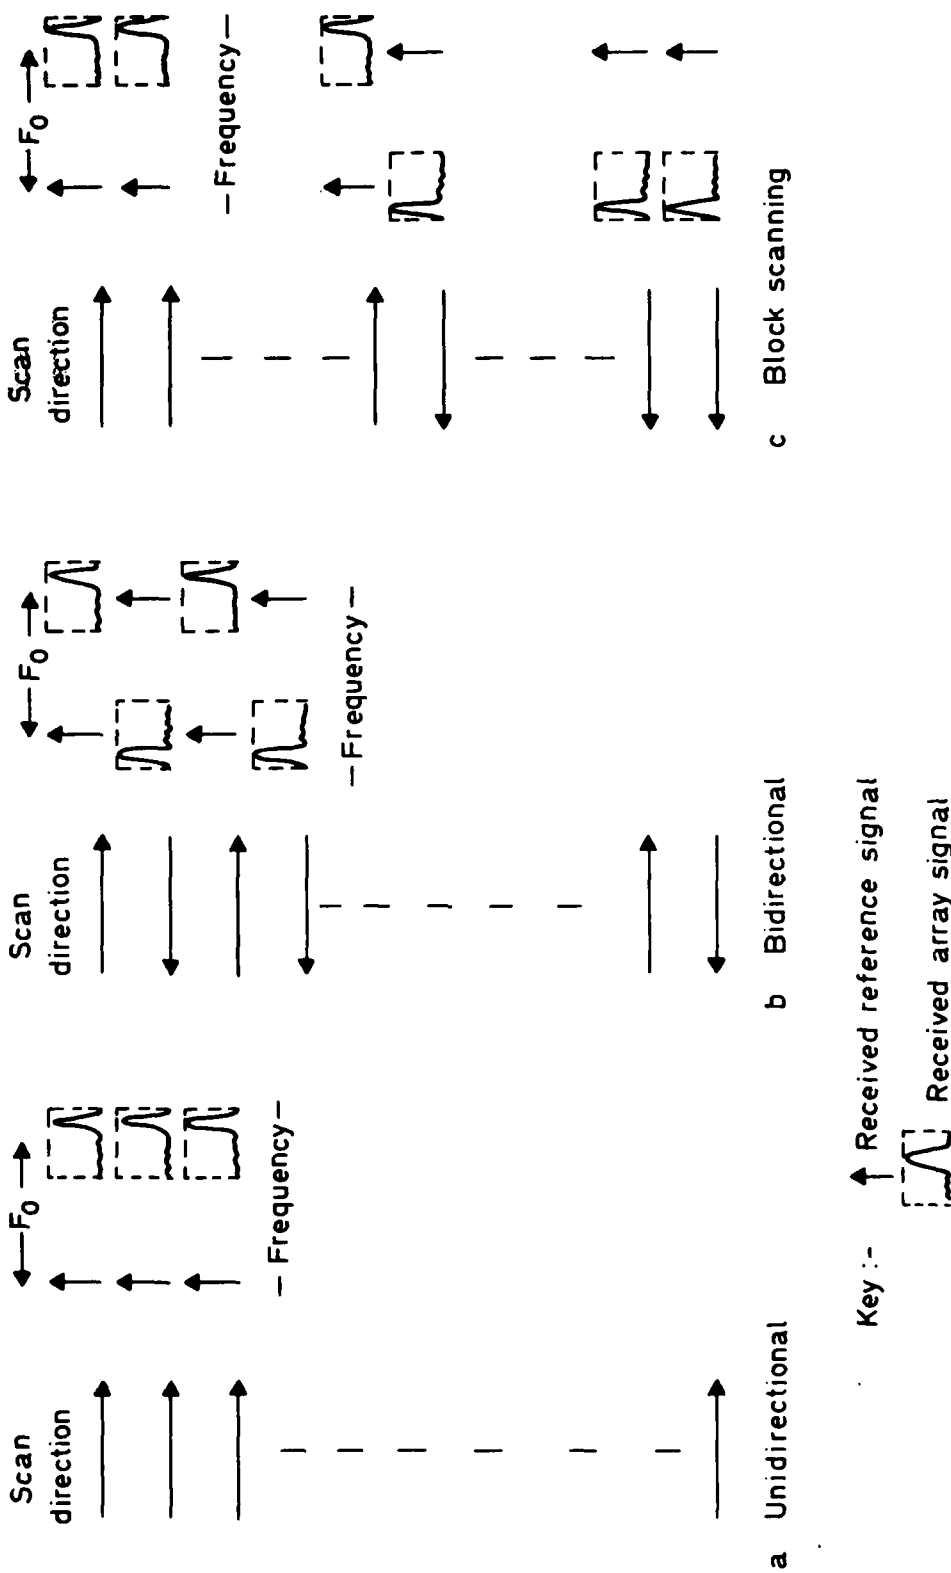 Scan
direction
F₀
– Frequency –
a Unidirectional
Scan
direction
F₀
– Frequency –
b Bidirectional
Scan
direction
F₀
– Frequency –
c Block scanning
Key :-
Received reference signal
Received array signal